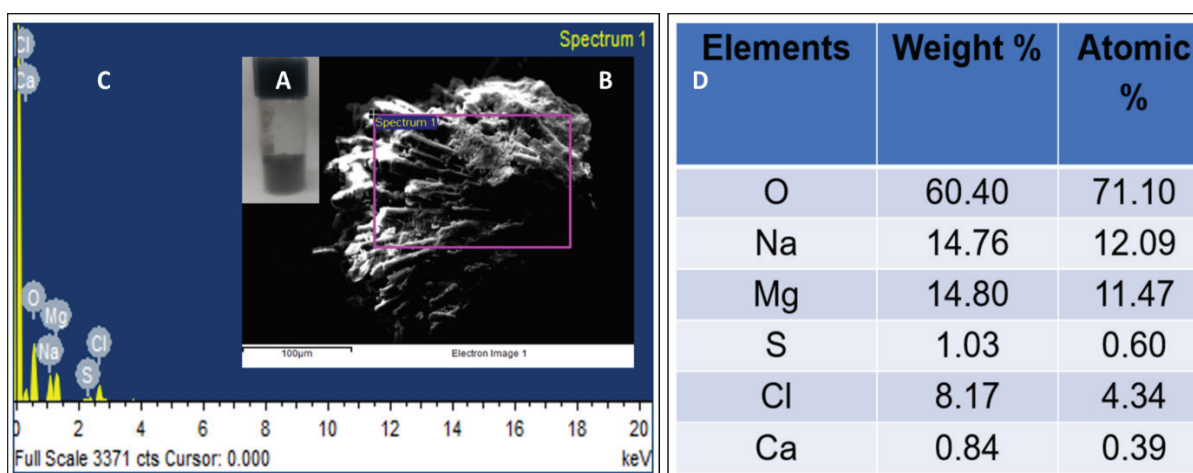 Spectrum 1
Cl
Ca
C
A
B
Spectrum 1
O
Mg
Na
Cl
S
100µm
Electron Image 1
0 2 4 6 8 10 12 14 16 18 20
Full Scale 3371 cts Cursor: 0.000 keV
D
Elements Weight % Atomic %
O 60.40 71.10
Na 14.76 12.09
Mg 14.80 11.47
S 1.03 0.60
Cl 8.17 4.34
Ca 0.84 0.39